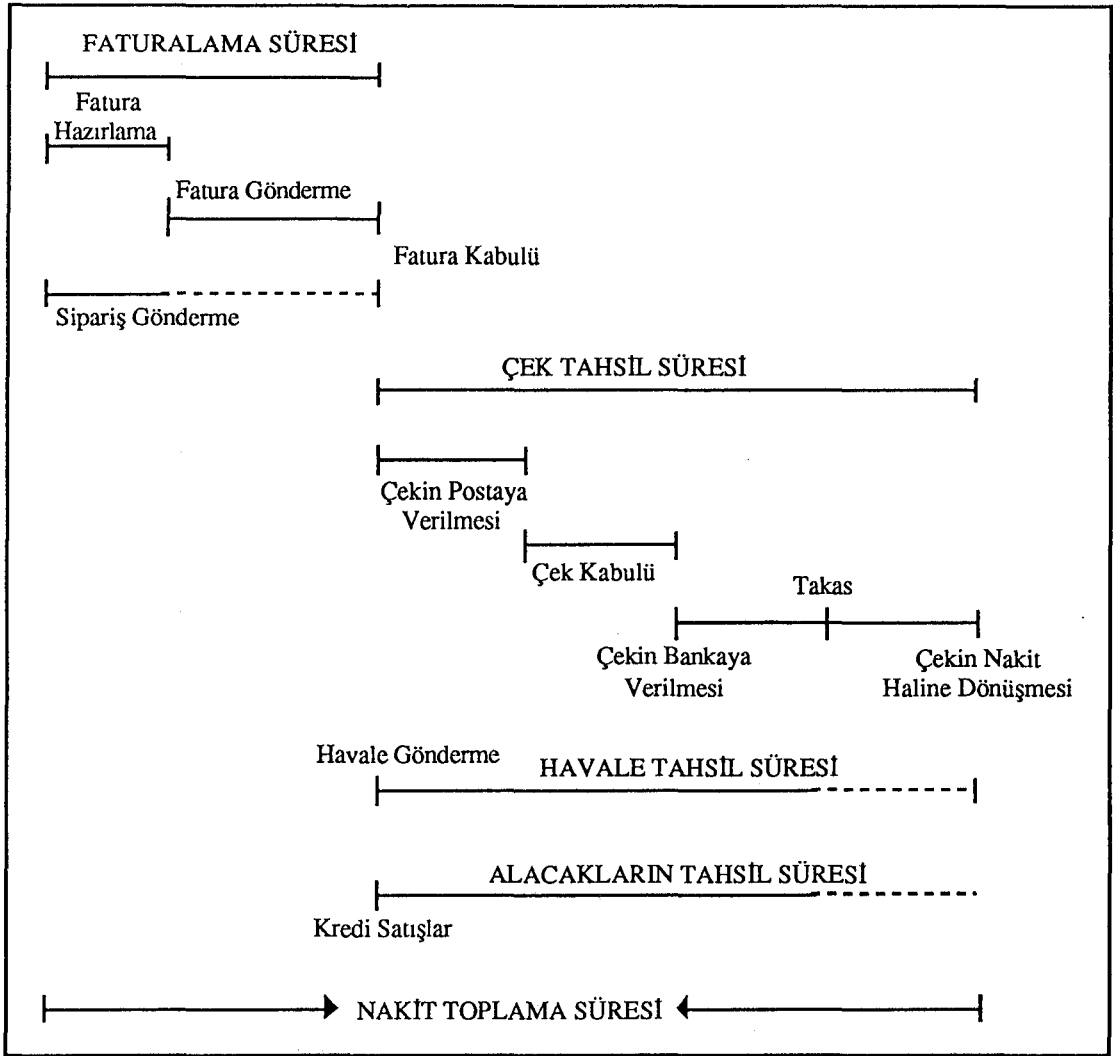 FATURALAMA SÜRESİ
Fatura
Hazırlama
Fatura Gönderme
Fatura Kabulü
Sipariş Gönderme
ÇEK TAHSİL SÜRESİ
Çekin Postaya
Verilmesi
Çek Kabulü
Takas
Çekin Bankaya
Verilmesi
Çekin Nakit
Haline Dönüşmesi
Havale Gönderme
HAVALE TAHSİL SÜRESİ
ALACAKLARIN TAHSİL SÜRESİ
Kredi Satışlar
NAKİT TOPLAMA SÜRESİ